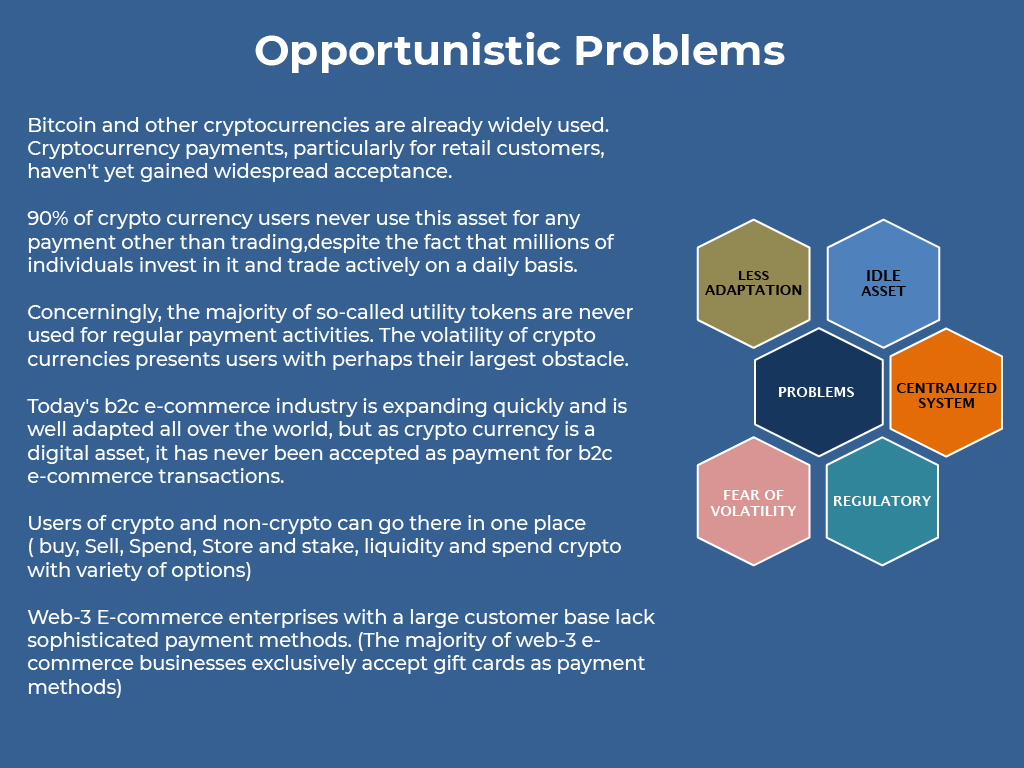 Opportunistic Problems
Bitcoin and other cryptocurrencies are already widely used.
Cryptocurrency payments, particularly for retail customers,
haven't yet gained widespread acceptance.
90% of crypto currency users never use this asset for any
payment other than trading,despite the fact that millions of
individuals invest in it and trade actively on a daily basis.
Concerningly, the majority of so-called utility tokens are never
used for regular payment activities. The volatility of crypto
currencies presents users with perhaps their largest obstacle.
Today's b2c e-commerce industry is expanding quickly and is
well adapted all over the world, but as crypto currency is a
digital asset, it has never been accepted as payment for b2c
e-commerce transactions.
Users of crypto and non-crypto can go there in one place
( buy, Sell, Spend, Store and stake, liquidity and spend crypto
with variety of options)
Web-3 E-commerce enterprises with a large customer base lack
sophisticated payment methods. (The majority of web-3 e-
commerce businesses exclusively accept gift cards as payment
methods)
LESS
ADAPTATION
IDLE
ASSET
PROBLEMS
CENTRALIZED
SYSTEM
FEAR OF
VOLATILITY
REGULATORY